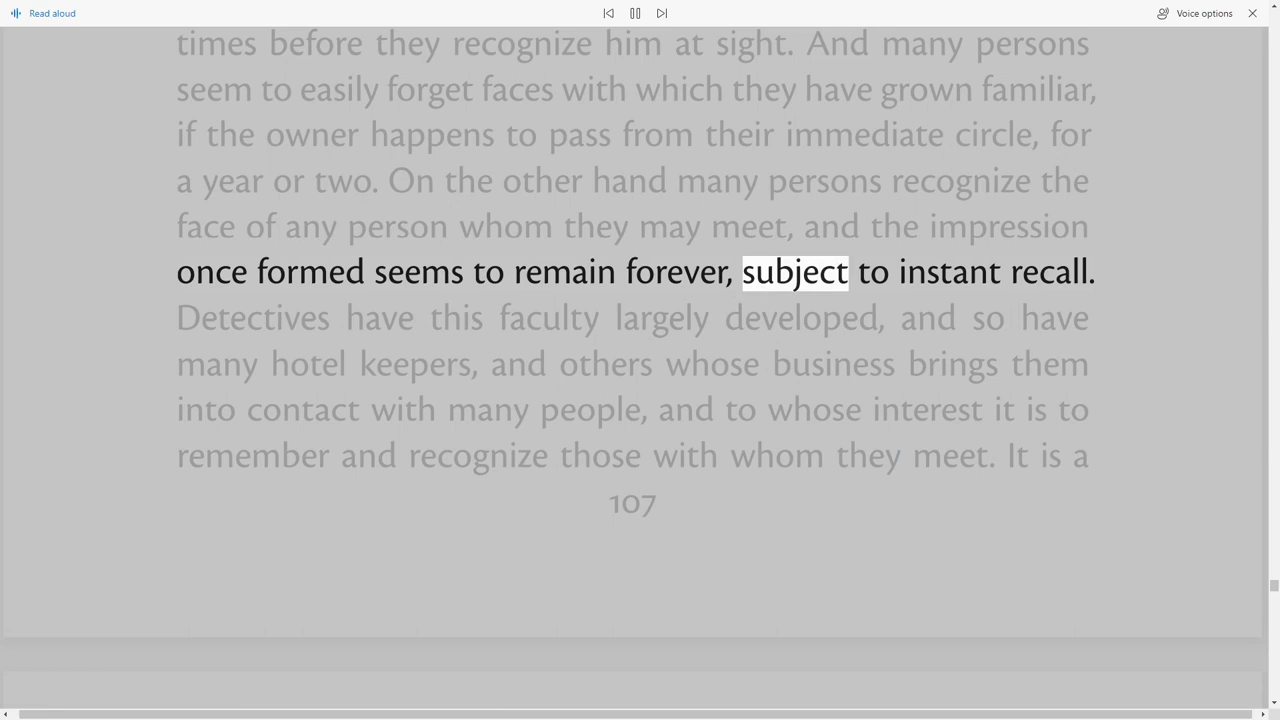 Read aloud
Voice options
times before they recognize him at sight. And many persons
seem to easily forget faces with which they have grown familiar,
if the owner happens to pass from their immediate circle, for
a year or two. On the other hand many persons recognize the
face of any person whom they may meet, and the impression
once formed seems to remain forever, subject to instant recall.
Detectives have this faculty largely developed, and so have
many hotel keepers, and others whose business brings them
into contact with many people, and to whose interest it is to
remember and recognize those with whom they meet. It is a
107